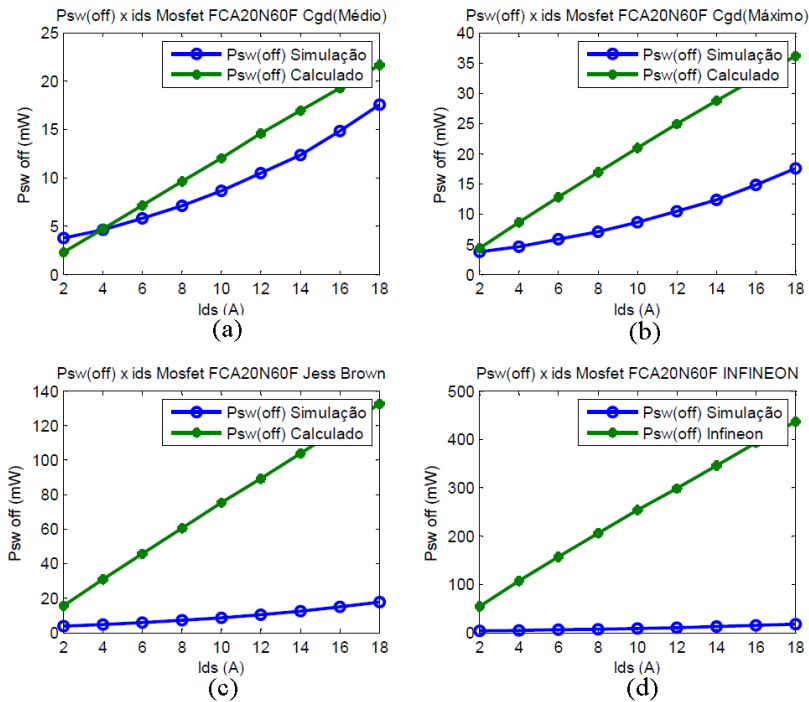 Psw(off) x ids Mosfet FCA20N60F Cgd(Médio)
25
20
15
10
5
0
Psw off (mW)
Psw(off) Simulação
Psw(off) Calculado
2 4 6 8 10 12 14 16 18
Ids (A)
(a)
Psw(off) x ids Mosfet FCA20N60F Cgd(Máximo)
40
35
30
25
20
15
10
5
0
Psw off (mW)
Psw(off) Simulação
Psw(off) Calculado
2 4 6 8 10 12 14 16 18
Ids (A)
(b)
Psw(off) x ids Mosfet FCA20N60F Jess Brown
140
120
100
80
60
40
20
0
Psw off (mW)
Psw(off) Simulação
Psw(off) Calculado
2 4 6 8 10 12 14 16 18
Ids (A)
(c)
Psw(off) x ids Mosfet FCA20N60F INFINEON
500
400
300
200
100
0
Psw off (mW)
Psw(off) Simulação
Psw(off) Infineon
2 4 6 8 10 12 14 16 18
Ids (A)
(d)